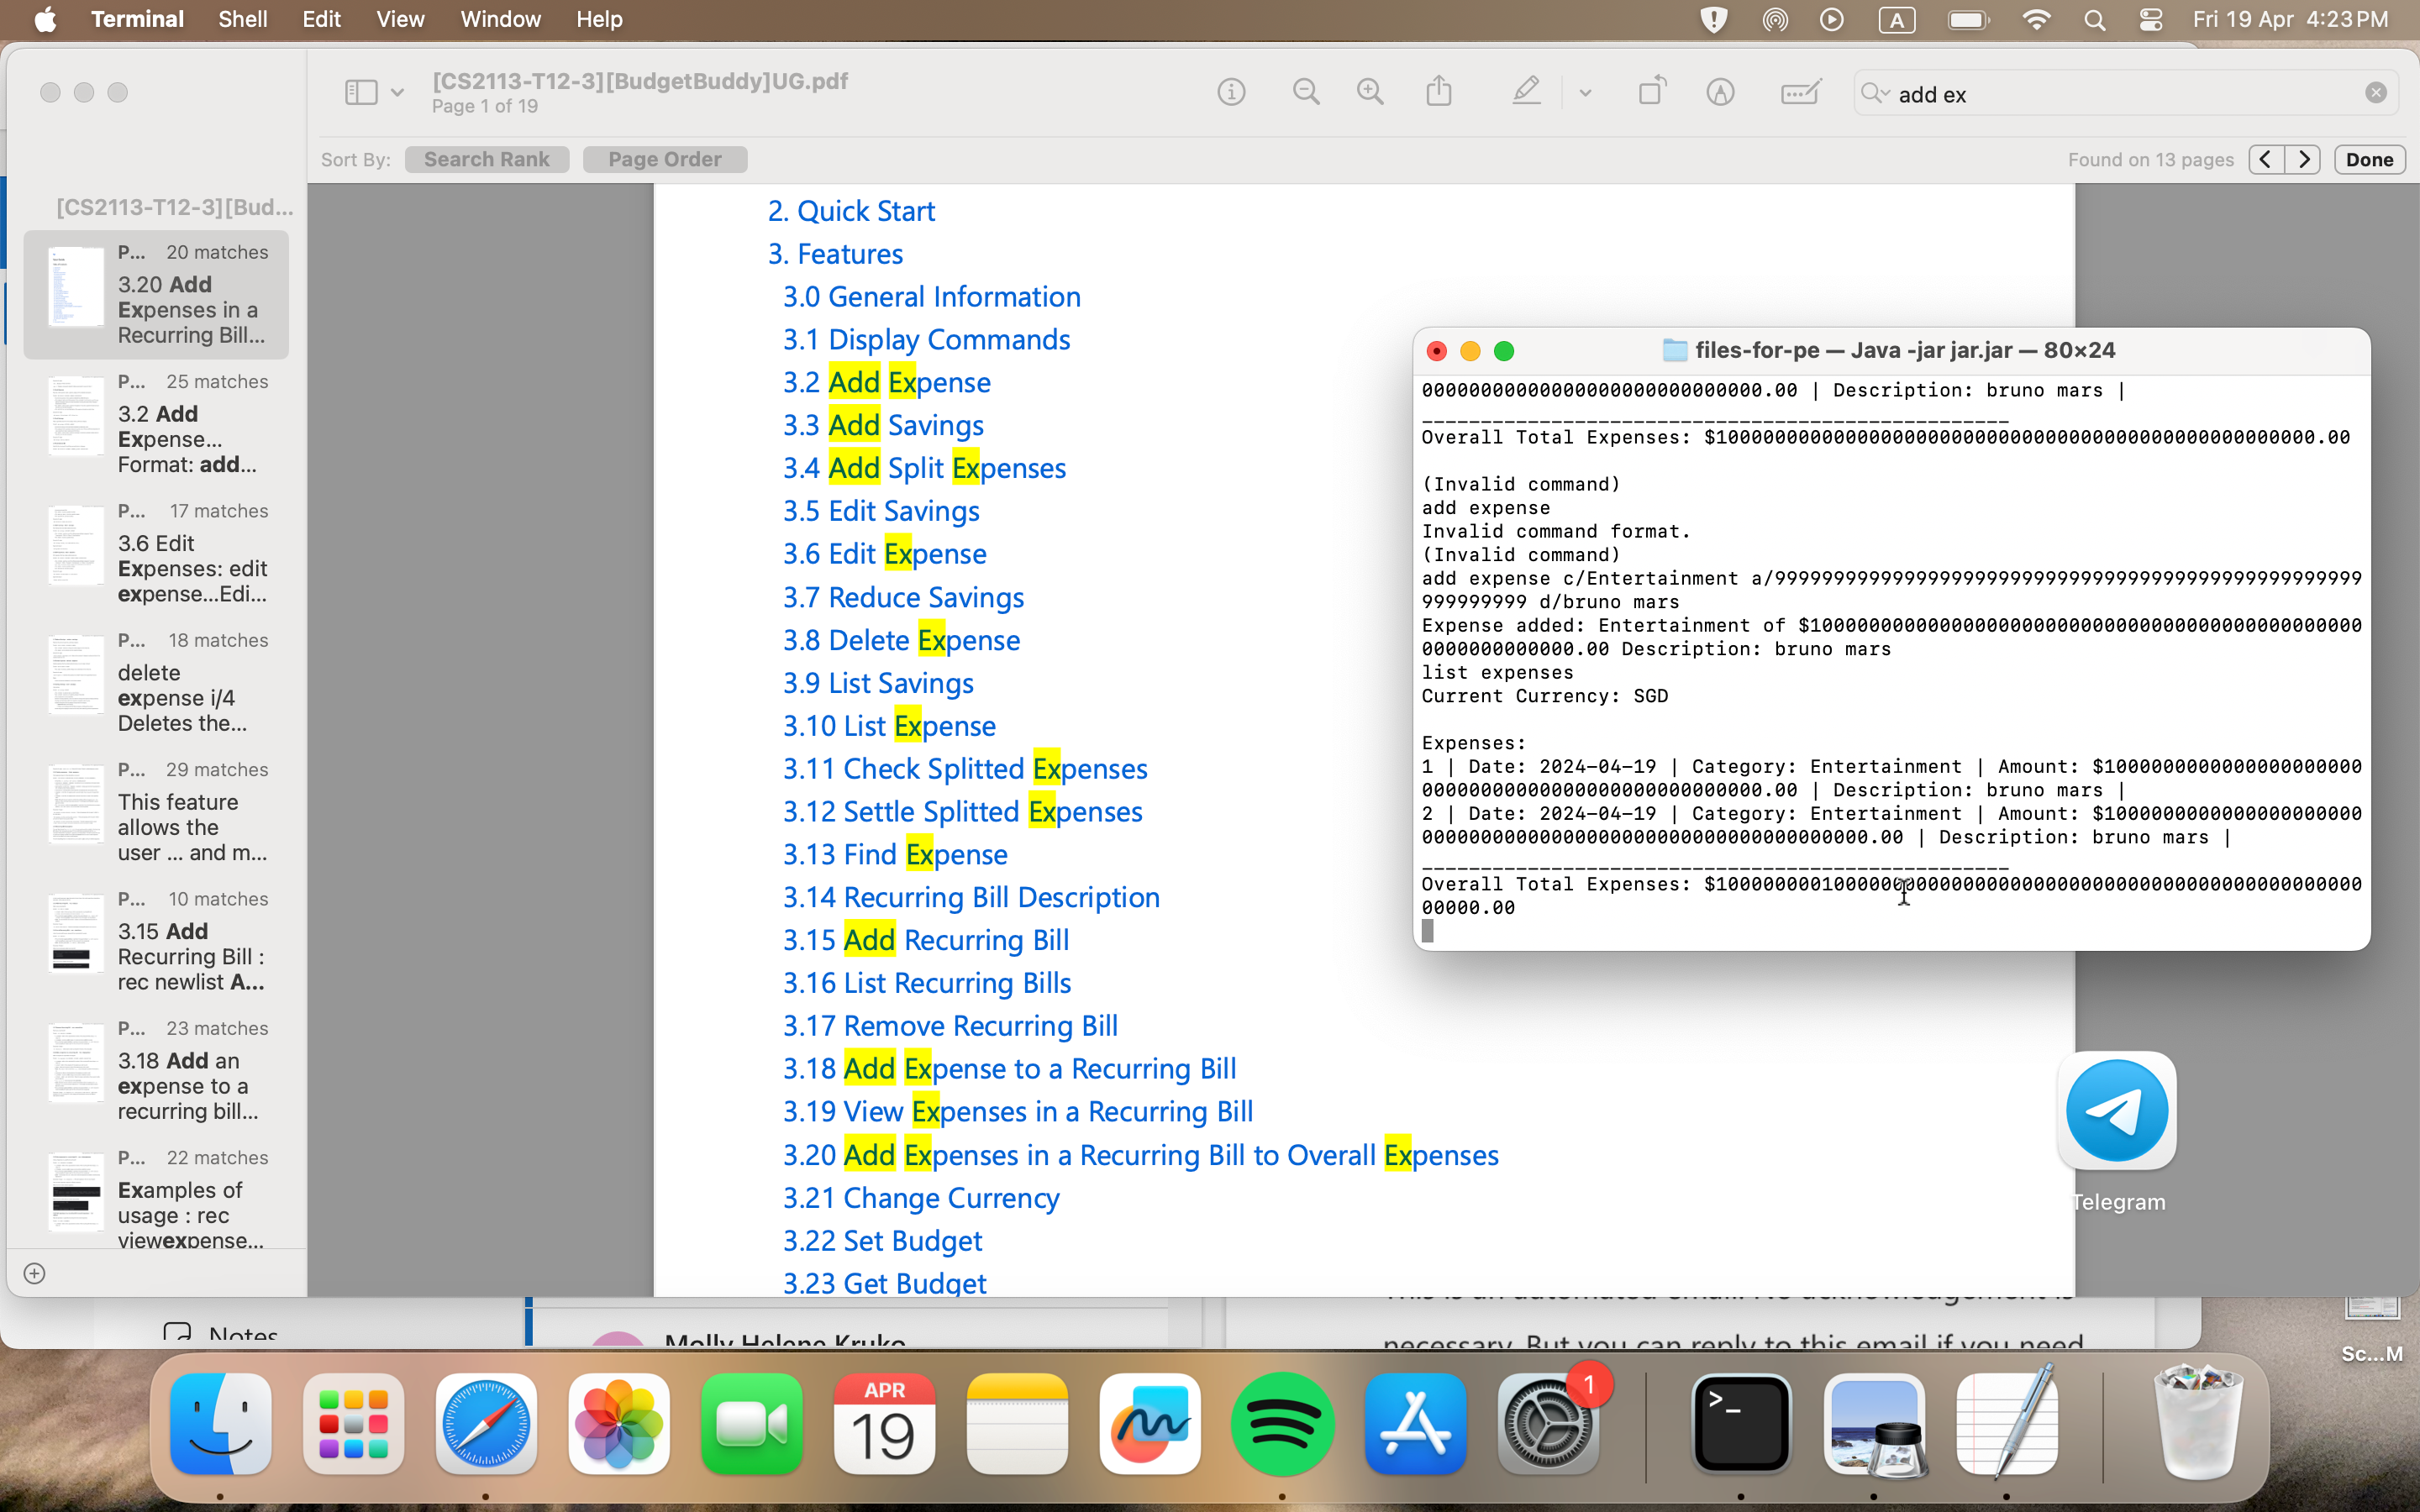 Terminal Shell Edit View Window Help
A
Fri 19 Apr 4:23 PM
[CS2113-T12-3][BudgetBuddy]UG.pdf
Page 1 of 19
add ex
Sort By: Search Rank Page Order
Found on 13 pages
Done
[CS2113-T12-3][Bud...
P... 20 matches
3.20 Add
Expenses in a
Recurring Bill...
P... 25 matches
3.2 Add
Expense...
Format: add...
P... 17 matches
3.6 Edit
Expenses: edit
expense...Edi...
P... 18 matches
delete
expense i/4
Deletes the...
P... 29 matches
This feature
allows the
user ... and m...
P... 10 matches
3.15 Add
Recurring Bill :
rec newlist A...
P... 23 matches
3.18 Add an
expense to a
recurring bill...
P... 22 matches
Examples of
usage : rec
viewexpense...
2. Quick Start
3. Features
3.0 General Information
3.1 Display Commands
3.2 Add Expense
3.3 Add Savings
3.4 Add Split Expenses
3.5 Edit Savings
3.6 Edit Expense
3.7 Reduce Savings
3.8 Delete Expense
3.9 List Savings
3.10 List Expense
3.11 Check Splitted Expenses
3.12 Settle Splitted Expenses
3.13 Find Expense
3.14 Recurring Bill Description
3.15 Add Recurring Bill
3.16 List Recurring Bills
3.17 Remove Recurring Bill
3.18 Add Expense to a Recurring Bill
3.19 View Expenses in a Recurring Bill
3.20 Add Expenses in a Recurring Bill to Overall Expenses
3.21 Change Currency
3.22 Set Budget
3.23 Get Budget
files-for-pe — Java -jar jar.jar — 80×24
00000000000000000000000000000.00 | Description: bruno mars |
__________________________________________________
Overall Total Expenses: $1000000000000000000000000000000000000000000000000000.00
(Invalid command)
add expense
Invalid command format.
(Invalid command)
add expense c/Entertainment a/99999999999999999999999999999999999999999999999999
999999999 d/bruno mars
Expense added: Entertainment of $100000000000000000000000000000000000000000000000
0000000000000.00 Description: bruno mars
list expenses
Current Currency: SGD
Expenses:
1 | Date: 2024-04-19 | Category: Entertainment | Amount: $1000000000000000000000
00000000000000000000000000000.00 | Description: bruno mars |
2 | Date: 2024-04-19 | Category: Entertainment | Amount: $1000000000000000000000
00000000000000000000000000000000000000.00 | Description: bruno mars |
__________________________________________________
Overall Total Expenses: $1000000001000000000000000000000000000000000000000000000
00000.00
Telegram
Notes
Molly Helene Kruko
This is an automated email. No acknowledgement is
necessary. But you can reply to this email if you need
Sc...M
APR
19
1
>_